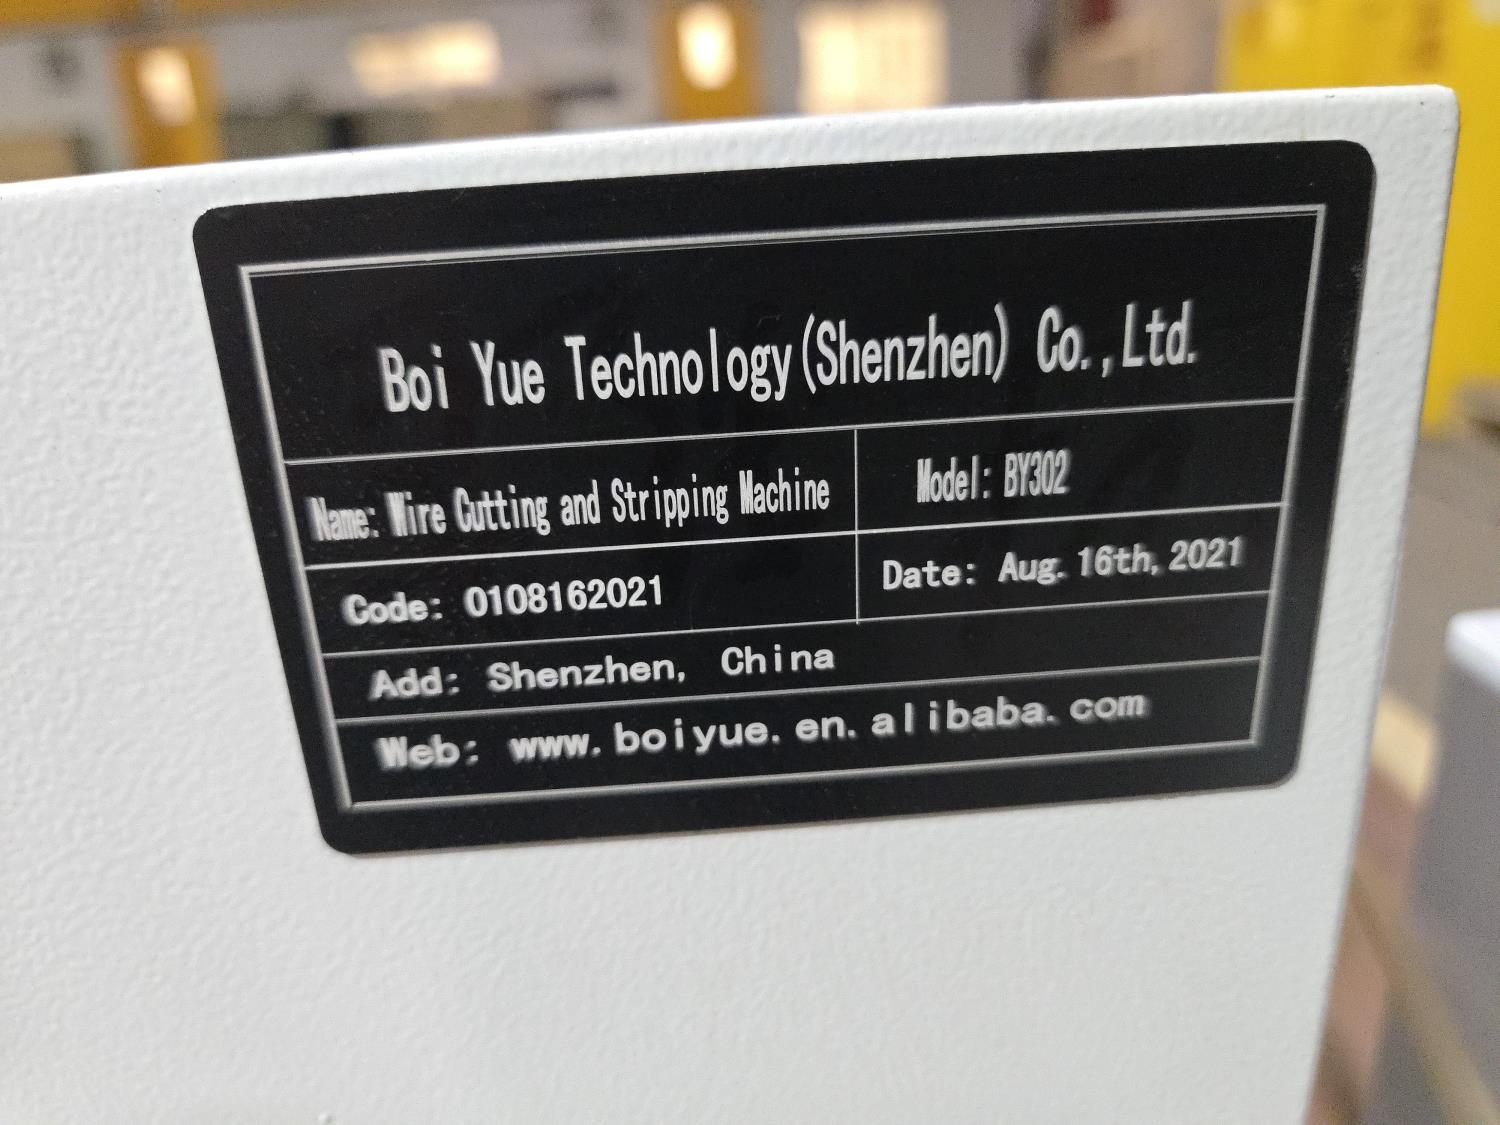 Boi Yue Technology(Shenzhen) Co.,Ltd.
Name: Wire Cutting and Stripping Machine
Model: BY302
Code: 0108162021
Date: Aug. 16th, 2021
Add: Shenzhen, China
Web: www.boiyue.en.alibaba.com